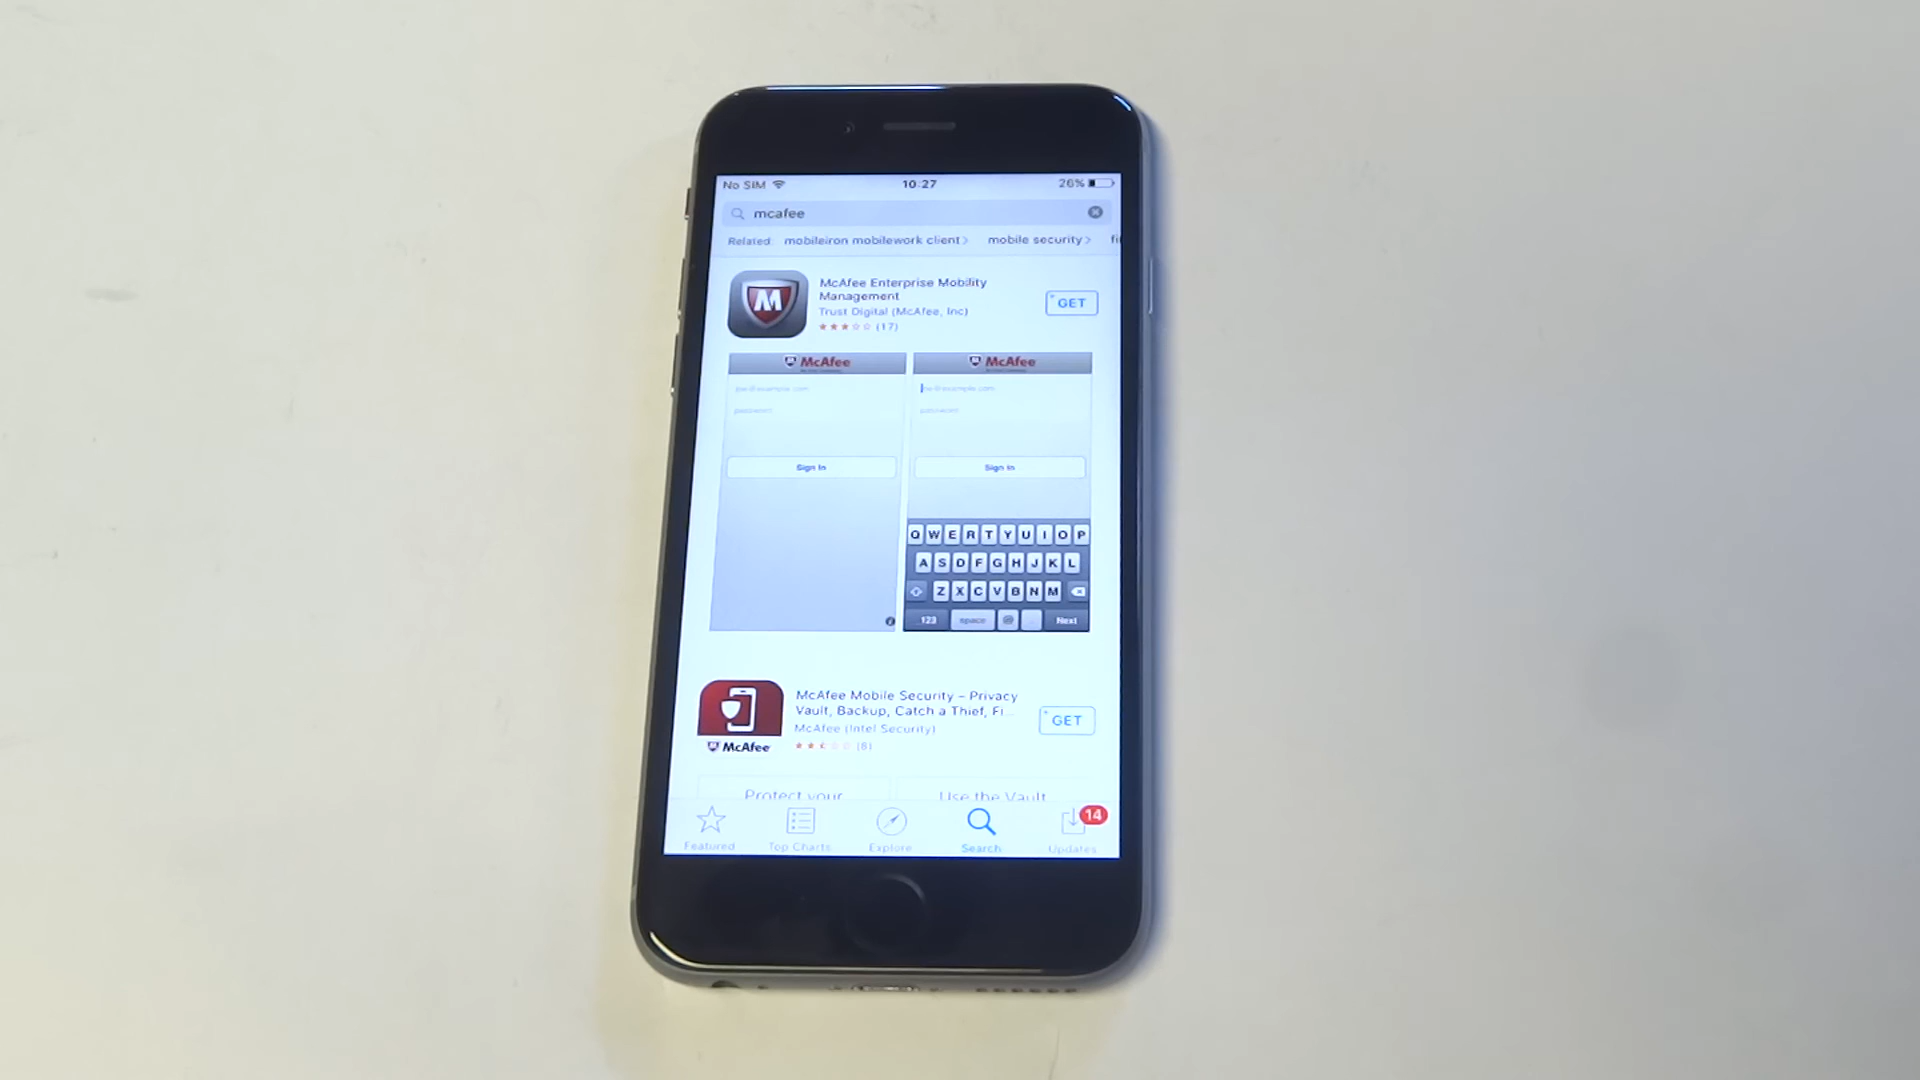 No SIM 10:27 26%
mcafee
Related: mobileiron mobilework client mobile security
McAfee Enterprise Mobility
Management
Trust Digital (McAfee, Inc)
(17)
GET
McAfee
password
Sign In
McAfee
password
Sign In
Q W E R T Y U I O P
A S D F G H J K L
Z X C V B N M
123 space @ . Next
McAfee Mobile Security – Privacy
Vault, Backup, Catch a Thief, Fi...
McAfee (Intel Security)
(8)
GET
McAfee
Protect your Use the Vault
14
Featured Top Charts Explore Search Updates